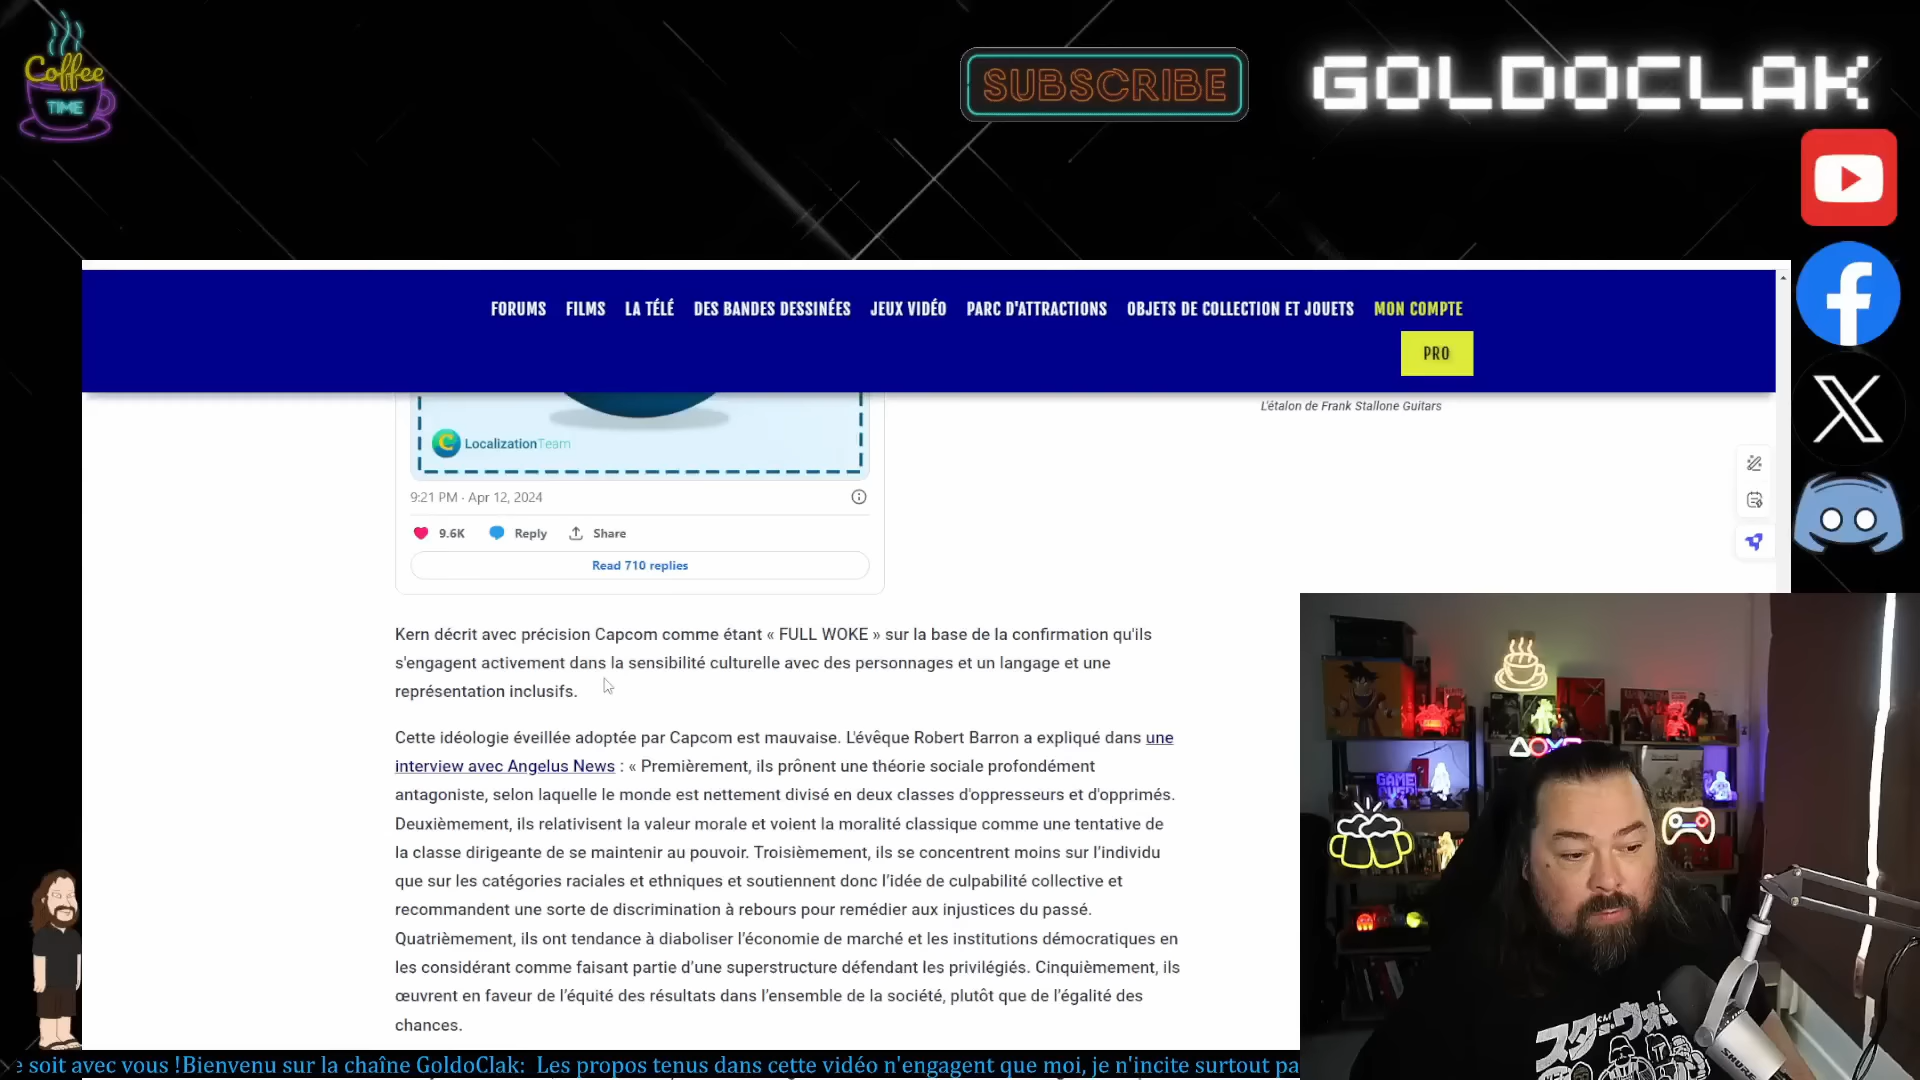 Coffee
TIME
SUBSCRIBE
GOLDOCLAK
FORUMS FILMS LA TÉLÉ DES BANDES DESSINÉES JEUX VIDÉO PARC D'ATTRACTIONS OBJETS DE COLLECTION ET JOUETS MON COMPTE
PRO
L'étalon de Frank Stallone Guitars
C LocalizationTeam
9:21 PM · Apr 12, 2024
9.6K Reply Share
Read 710 replies
Kern décrit avec précision Capcom comme étant « FULL WOKE » sur la base de la confirmation qu'ils
s'engagent activement dans la sensibilité culturelle avec des personnages et un langage et une
représentation inclusifs.
Cette idéologie éveillée adoptée par Capcom est mauvaise. L'évêque Robert Barron a expliqué dans une
interview avec Angelus News : « Premièrement, ils prônent une théorie sociale profondément
antagoniste, selon laquelle le monde est nettement divisé en deux classes d'oppresseurs et d'opprimés.
Deuxièmement, ils relativisent la valeur morale et voient la moralité classique comme une tentative de
la classe dirigeante de se maintenir au pouvoir. Troisièmement, ils se concentrent moins sur l'individu
que sur les catégories raciales et ethniques et soutiennent donc l'idée de culpabilité collective et
recommandent une sorte de discrimination à rebours pour remédier aux injustices du passé.
Quatrièmement, ils ont tendance à diaboliser l'économie de marché et les institutions démocratiques en
les considérant comme faisant partie d'une superstructure défendant les privilégiés. Cinquièmement, ils
œuvrent en faveur de l'équité des résultats dans l'ensemble de la société, plutôt que de l'égalité des
chances.
GAME
OVER
スター・ウォ
SHURE
e soit avec vous !Bienvenu sur la chaîne GoldoClak: Les propos tenus dans cette vidéo n'engagent que moi, je n'incite surtout pa